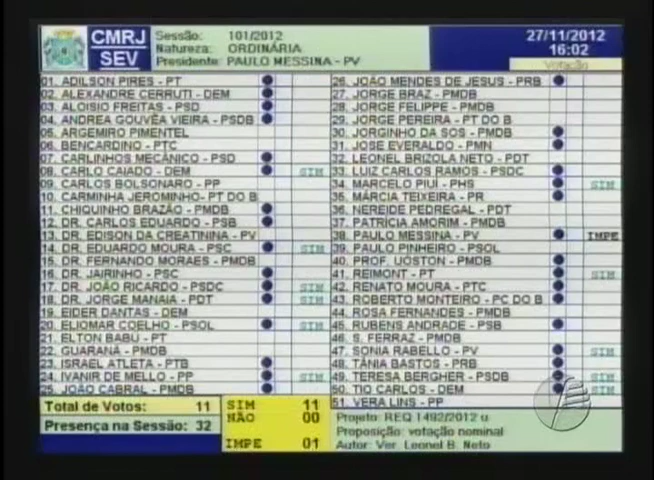 CMRJ
SEV
Sessão: 101/2012
Natureza: ORDINÁRIA
Presidente: PAULO MESSINA - PV
27/11/2012
16:02
Votação
01. ADILSON PIRES - PT
02. ALEXANDRE CERRUTI - DEM
03. ALOISIO FREITAS - PSD
04. ANDREA GOUVÊA VIEIRA - PSDB
05. ARGEMIRO PIMENTEL
06. BENCARDINO - PTC
07. CARLINHOS MECÂNICO - PSD
08. CARLO CAIADO - DEM SIM
09. CARLOS BOLSONARO - PP
10. CARMINHA JEROMINHO- PT DO B
11. CHIQUINHO BRAZÃO - PMDB
12. DR. CARLOS EDUARDO - PSB
13. DR. EDISON DA CREATININA - PV
14. DR. EDUARDO MOURA - PSC SIM
15. DR. FERNANDO MORAES - PMDB
16. DR. JAIRINHO - PSC
17. DR. JOÃO RICARDO - PSDC SIM
18. DR. JORGE MANAIA - PDT SIM
19. EIDER DANTAS - DEM
20. ELIOMAR COELHO - PSOL SIM
21. ELTON BABÚ - PT
22. GUARANÁ - PMDB
23. ISRAEL ATLETA - PTB
24. IVANIR DE MELLO - PP SIM
25. JOÃO CABRAL - PMDB
26. JOÃO MENDES DE JESUS - PRB
27. JORGE BRAZ - PMDB
28. JORGE FELIPPE - PMDB
29. JORGE PEREIRA - PT DO B
30. JORGINHO DA SOS - PMDB
31. JOSE EVERALDO - PMN
32. LEONEL BRIZOLA NETO - PDT
33. LUIZ CARLOS RAMOS - PSDC
34. MARCELO PIUÍ - PHS SIM
35. MÁRCIA TEIXEIRA - PR
36. NEREIDE PEDREGAL - PDT
37. PATRÍCIA AMORIM - PMDB
38. PAULO MESSINA - PV IMPE
39. PAULO PINHEIRO - PSOL
40. PROF. UÓSTON - PMDB
41. REIMONT - PT SIM
42. RENATO MOURA - PTC
43. ROBERTO MONTEIRO - PC DO B
44. ROSA FERNANDES - PMDB
45. RUBENS ANDRADE - PSB
46. S. FERRAZ - PMDB
47. SONIA RABELLO - PV SIM
48. TÂNIA BASTOS - PRB
49. TERESA BERGHER - PSDB SIM
50. TIO CARLOS - DEM SIM
51. VERA LINS - PP
Total de Votos: 11
Presença na Sessão: 32
SIM 11
NÃO 00
IMPE 01
Projeto: REQ 1492/2012 u
Proposição: votação nominal
Autor: Ver. Leonel B. Neto